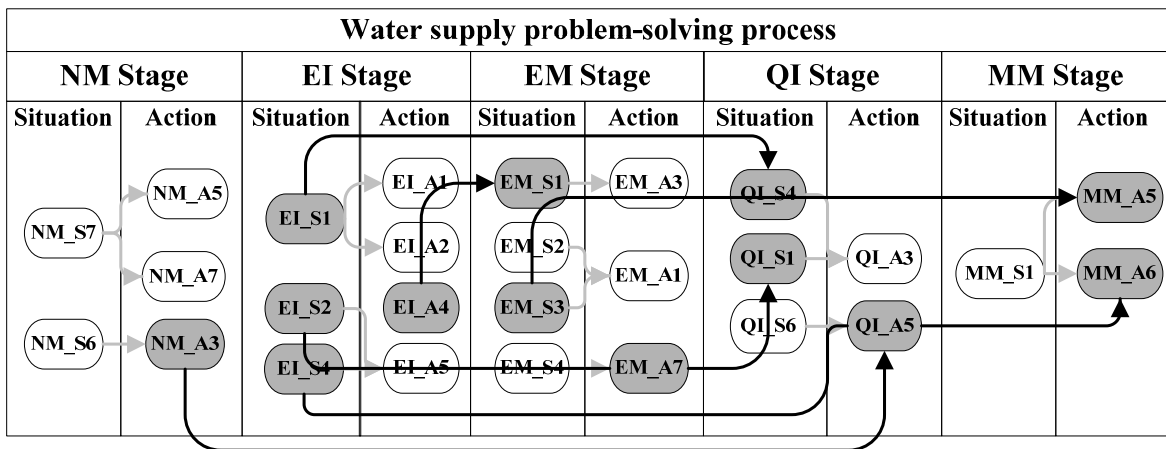 Water supply problem-solving process
NM Stage EI Stage EM Stage QI Stage MM Stage
Situation Action Situation Action Situation Action Situation Action Situation Action
NM_A5 EI_A1 EM_S1 EM_A3 QI_S4 MM_A5
NM_S7 EI_S1 EI_A2 EM_S2
NM_A7 EM_A1 QI_S1 QI_A3 MM_S1 MM_A6
EI_S2 EI_A4 EM_S3
NM_S6 NM_A3 QI_S6 QI_A5
EI_S4 EI_A5 EM_S4 EM_A7